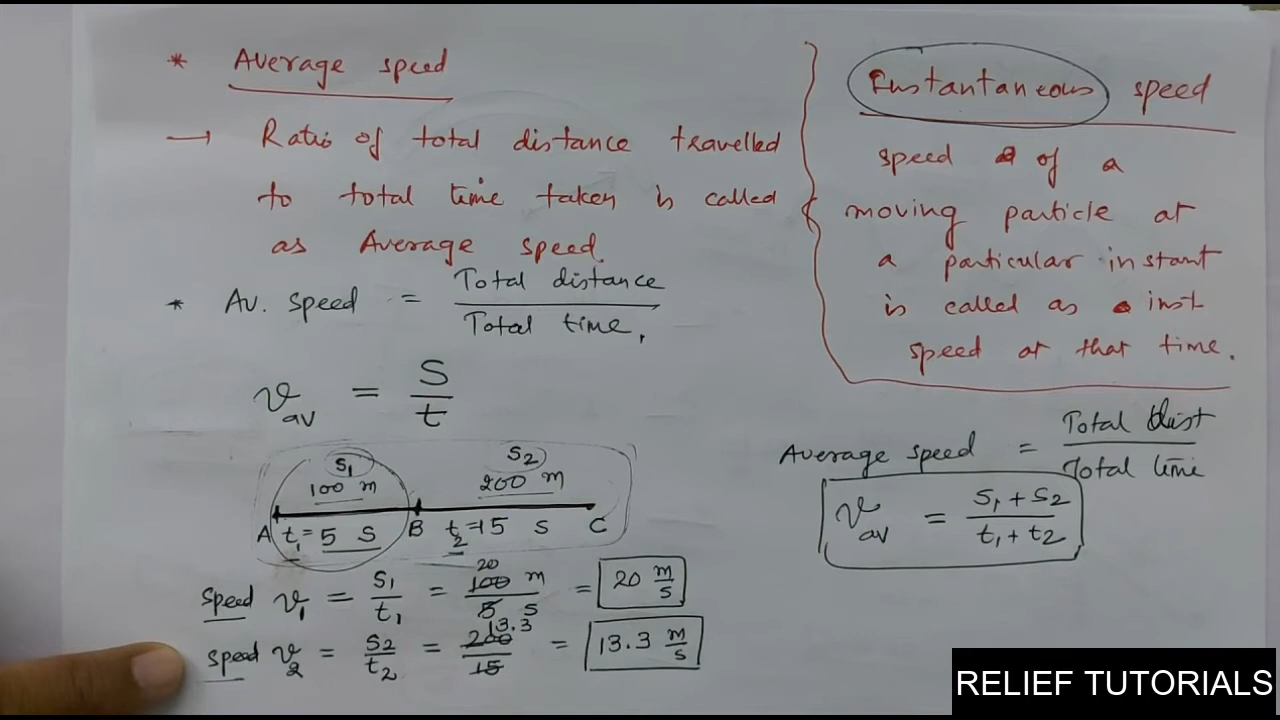 * Average speed
→ Ratio of total distance travelled
to total time taken is called
as Average speed.
* Av. speed = Total distance / Total time.
v_av = S / t
S1 S2
100 m 200 m
A t1 = 5 S B t2 = 15 S C
speed v1 = S1 / t1 = 100 m / 5 S = 20 m/s
20
speed v2 = S2 / t2 = 200 / 15 = 13.3 m/s
13.3
Instantaneous speed
speed of a
moving particle at
a particular instant
is called as inst
speed at that time.
Average speed = Total dist / Total time
v_av = S1 + S2 / t1 + t2
RELIEF TUTORIALS